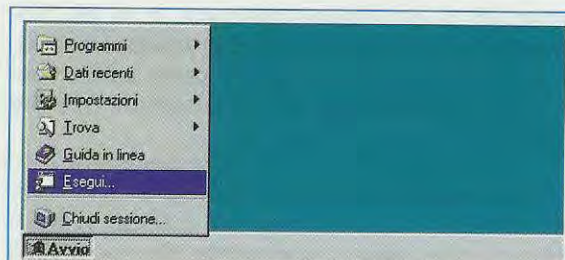 Programmi
Dati recenti
Impostazioni
Trova
Guida in linea
Esegui...
Chiudi sessione...
Avvio